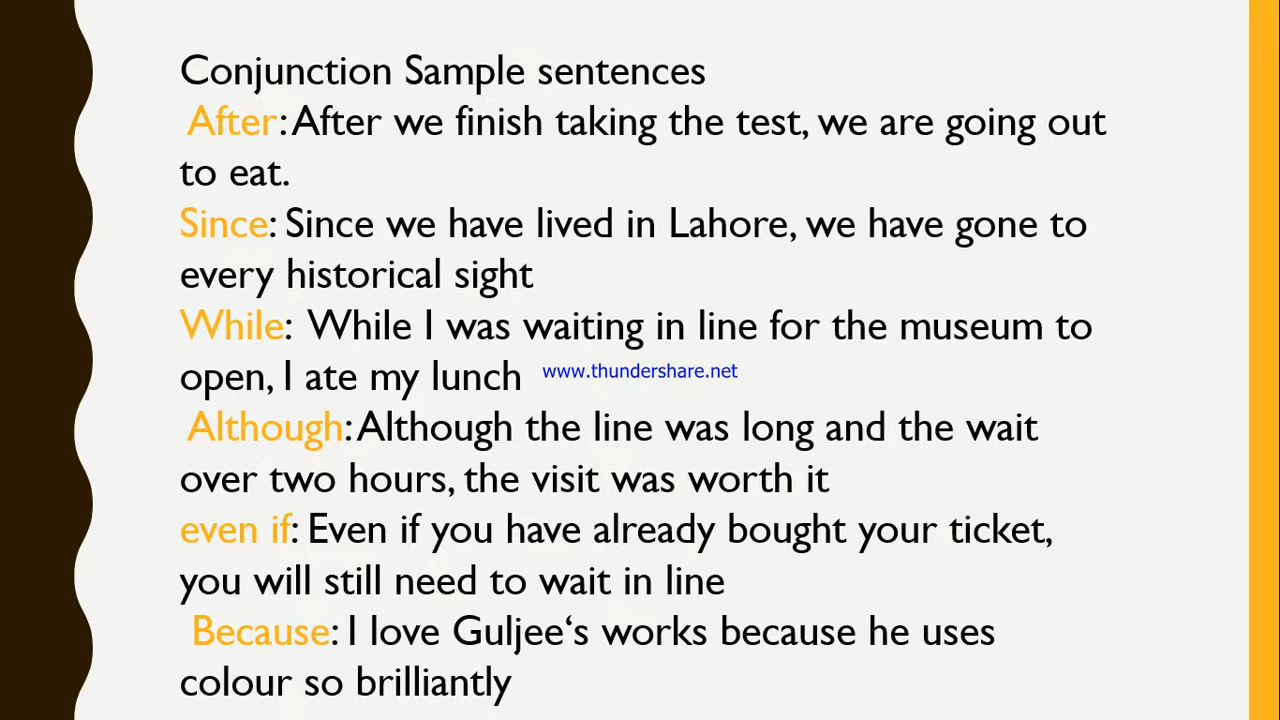 Conjunction Sample sentences
After: After we finish taking the test, we are going out
to eat.
Since: Since we have lived in Lahore, we have gone to
every historical sight
While: While I was waiting in line for the museum to
open, I ate my lunch www.thundershare.net
Although: Although the line was long and the wait
over two hours, the visit was worth it
even if: Even if you have already bought your ticket,
you will still need to wait in line
Because: I love Guljee‘s works because he uses
colour so brilliantly